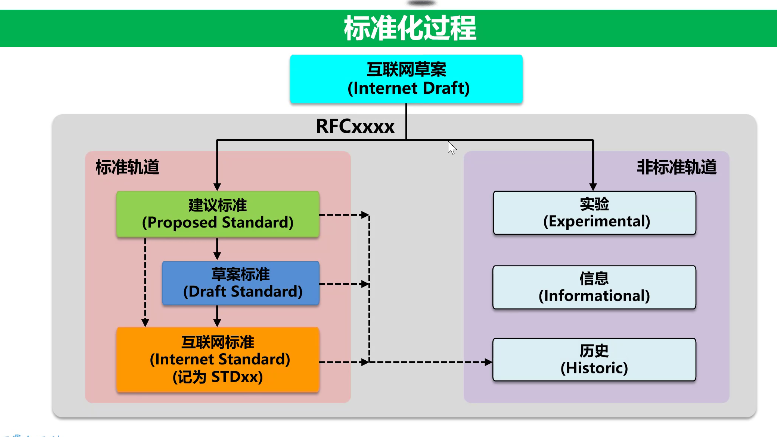 标准化过程
互联网草案
(Internet Draft)
RFCxxxx
标准轨道
建议标准
(Proposed Standard)
草案标准
(Draft Standard)
互联网标准
(Internet Standard)
(记为 STDxx)
非标准轨道
实验
(Experimental)
信息
(Informational)
历史
(Historic)